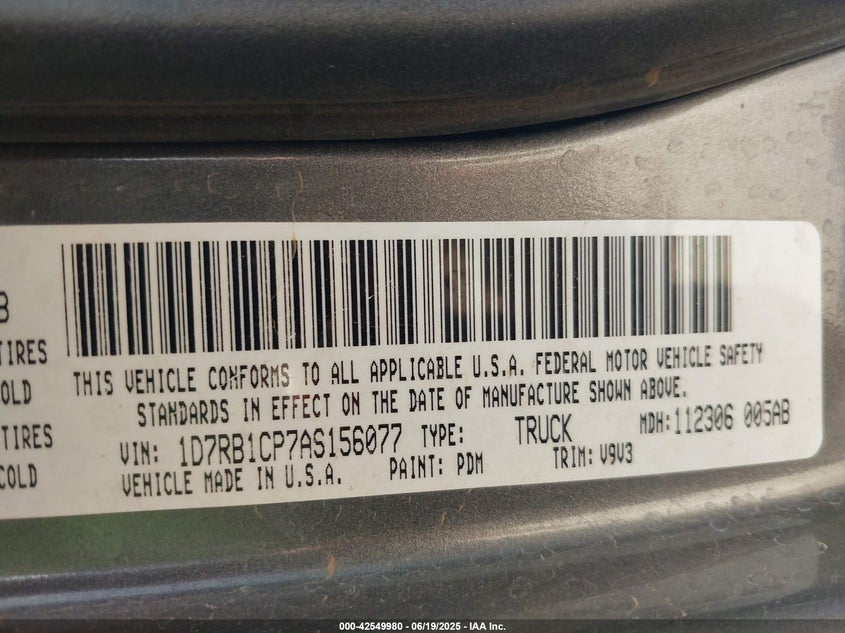 B
TIRES
THIS VEHICLE CONFORMS TO ALL APPLICABLE U.S.A. FEDERAL MOTOR VEHICLE SAFETY
OLD
STANDARDS IN EFFECT ON THE DATE OF MANUFACTURE SHOWN ABOVE.
TIRES
VIN: 1D7RB1CP7AS156077 TYPE: TRUCK MDH: 112306 005AB
COLD
VEHICLE MADE IN U.S.A. PAINT: PDM TRIM: V9V3
000-42549980 - 06/19/2025 - IAA Inc.